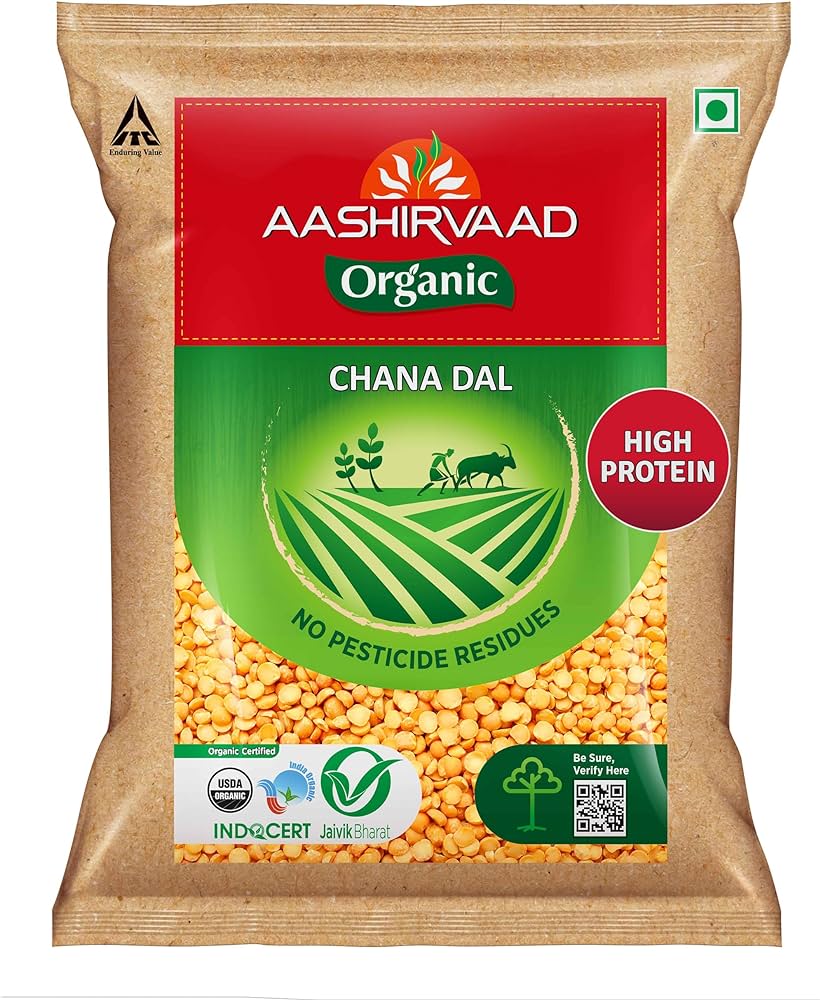 ITC
Enduring Value
AASHIRVAAD
Organic
CHANA DAL
HIGH
PROTEIN
NO PESTICIDE RESIDUES
Organic Certified
USDA
ORGANIC
India Organic
INDOCERT
Jaivik Bharat
Be Sure,
Verify Here